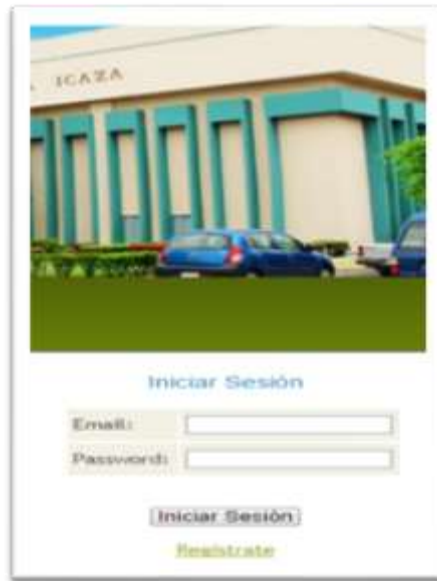 ICAZA
Iniciar Sesión
Email:
Password:
Iniciar Sesión
Registrate